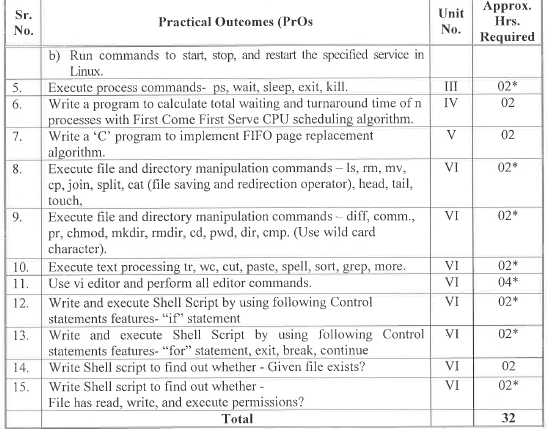 Sr. No. Practical Outcomes (PrOs Unit No. Approx. Hrs. Required
b) Run commands to start, stop, and restart the specified service in
Linux.
5. Execute process commands- ps, wait, sleep, exit, kill. III 02*
6. Write a program to calculate total waiting and turnaround time of n IV 02
processes with First Come First Serve CPU scheduling algorithm.
7. Write a ‘C’ program to implement FIFO page replacement V 02
algorithm.
8. Execute file and directory manipulation commands – ls, rm, mv, VI 02*
cp, join, split, cat (file saving and redirection operator), head, tail,
touch,
9. Execute file and directory manipulation commands – diff, comm., VI 02*
pr, chmod, mkdir, rmdir, cd, pwd, dir, cmp. (Use wild card
character).
10. Execute text processing tr, wc, cut, paste, spell, sort, grep, more. VI 02*
11. Use vi editor and perform all editor commands. VI 04*
12. Write and execute Shell Script by using following Control VI 02*
statements features- “if” statement
13. Write and execute Shell Script by using following Control VI 02*
statements features- “for” statement, exit, break, continue
14. Write Shell script to find out whether - Given file exists? VI 02
15. Write Shell script to find out whether - VI 02*
File has read, write, and execute permissions?
Total 32